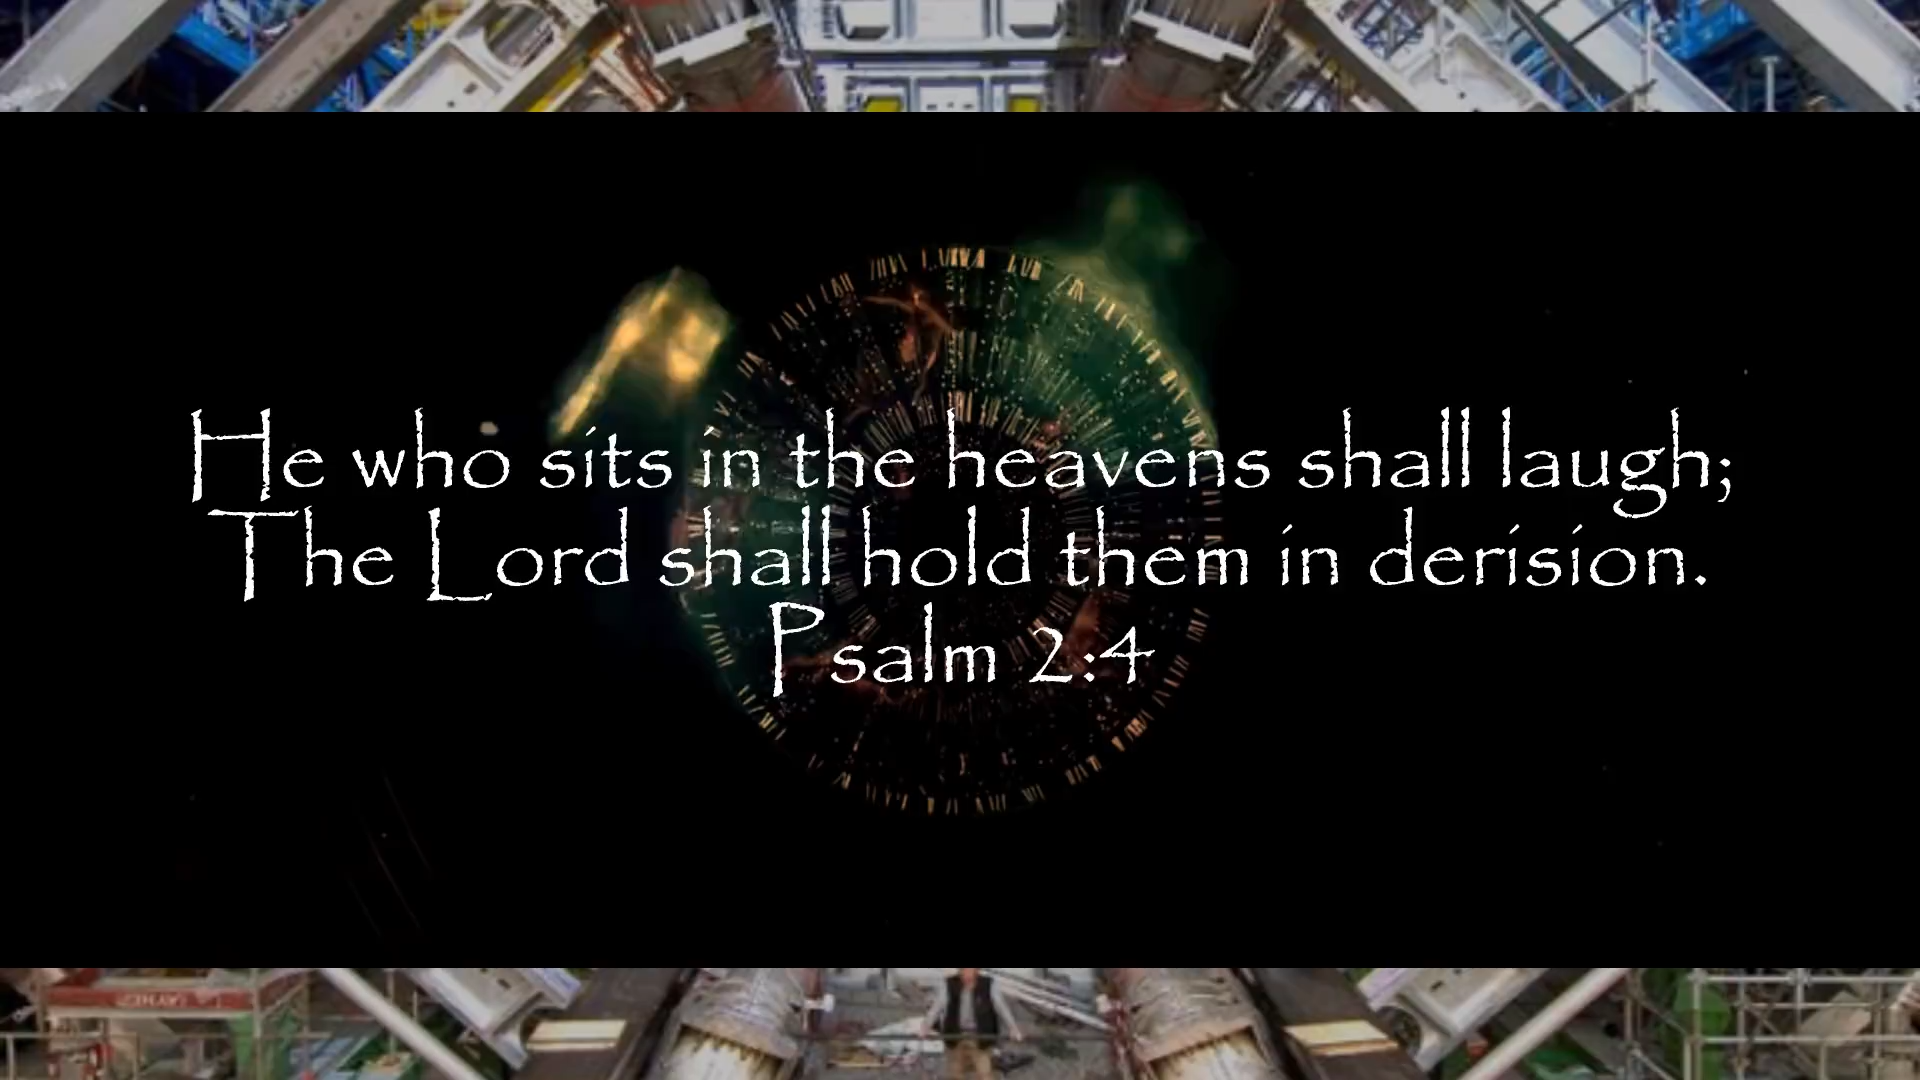 He who sits in the heavens shall laugh;
The Lord shall hold them in derision.
Psalm 2:4